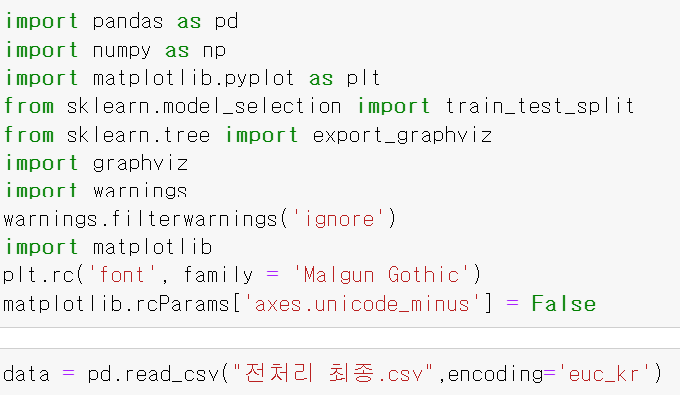 import pandas as pd
import numpy as np
import matplotlib.pyplot as plt
from sklearn.model_selection import train_test_split
from sklearn.tree import export_graphviz
import graphviz
import warnings
warnings.filterwarnings('ignore')
import matplotlib
plt.rc('font', family = 'Malgun Gothic')
matplotlib.rcParams['axes.unicode_minus'] = False
data = pd.read_csv("전처리 최종.csv",encoding='euc_kr')